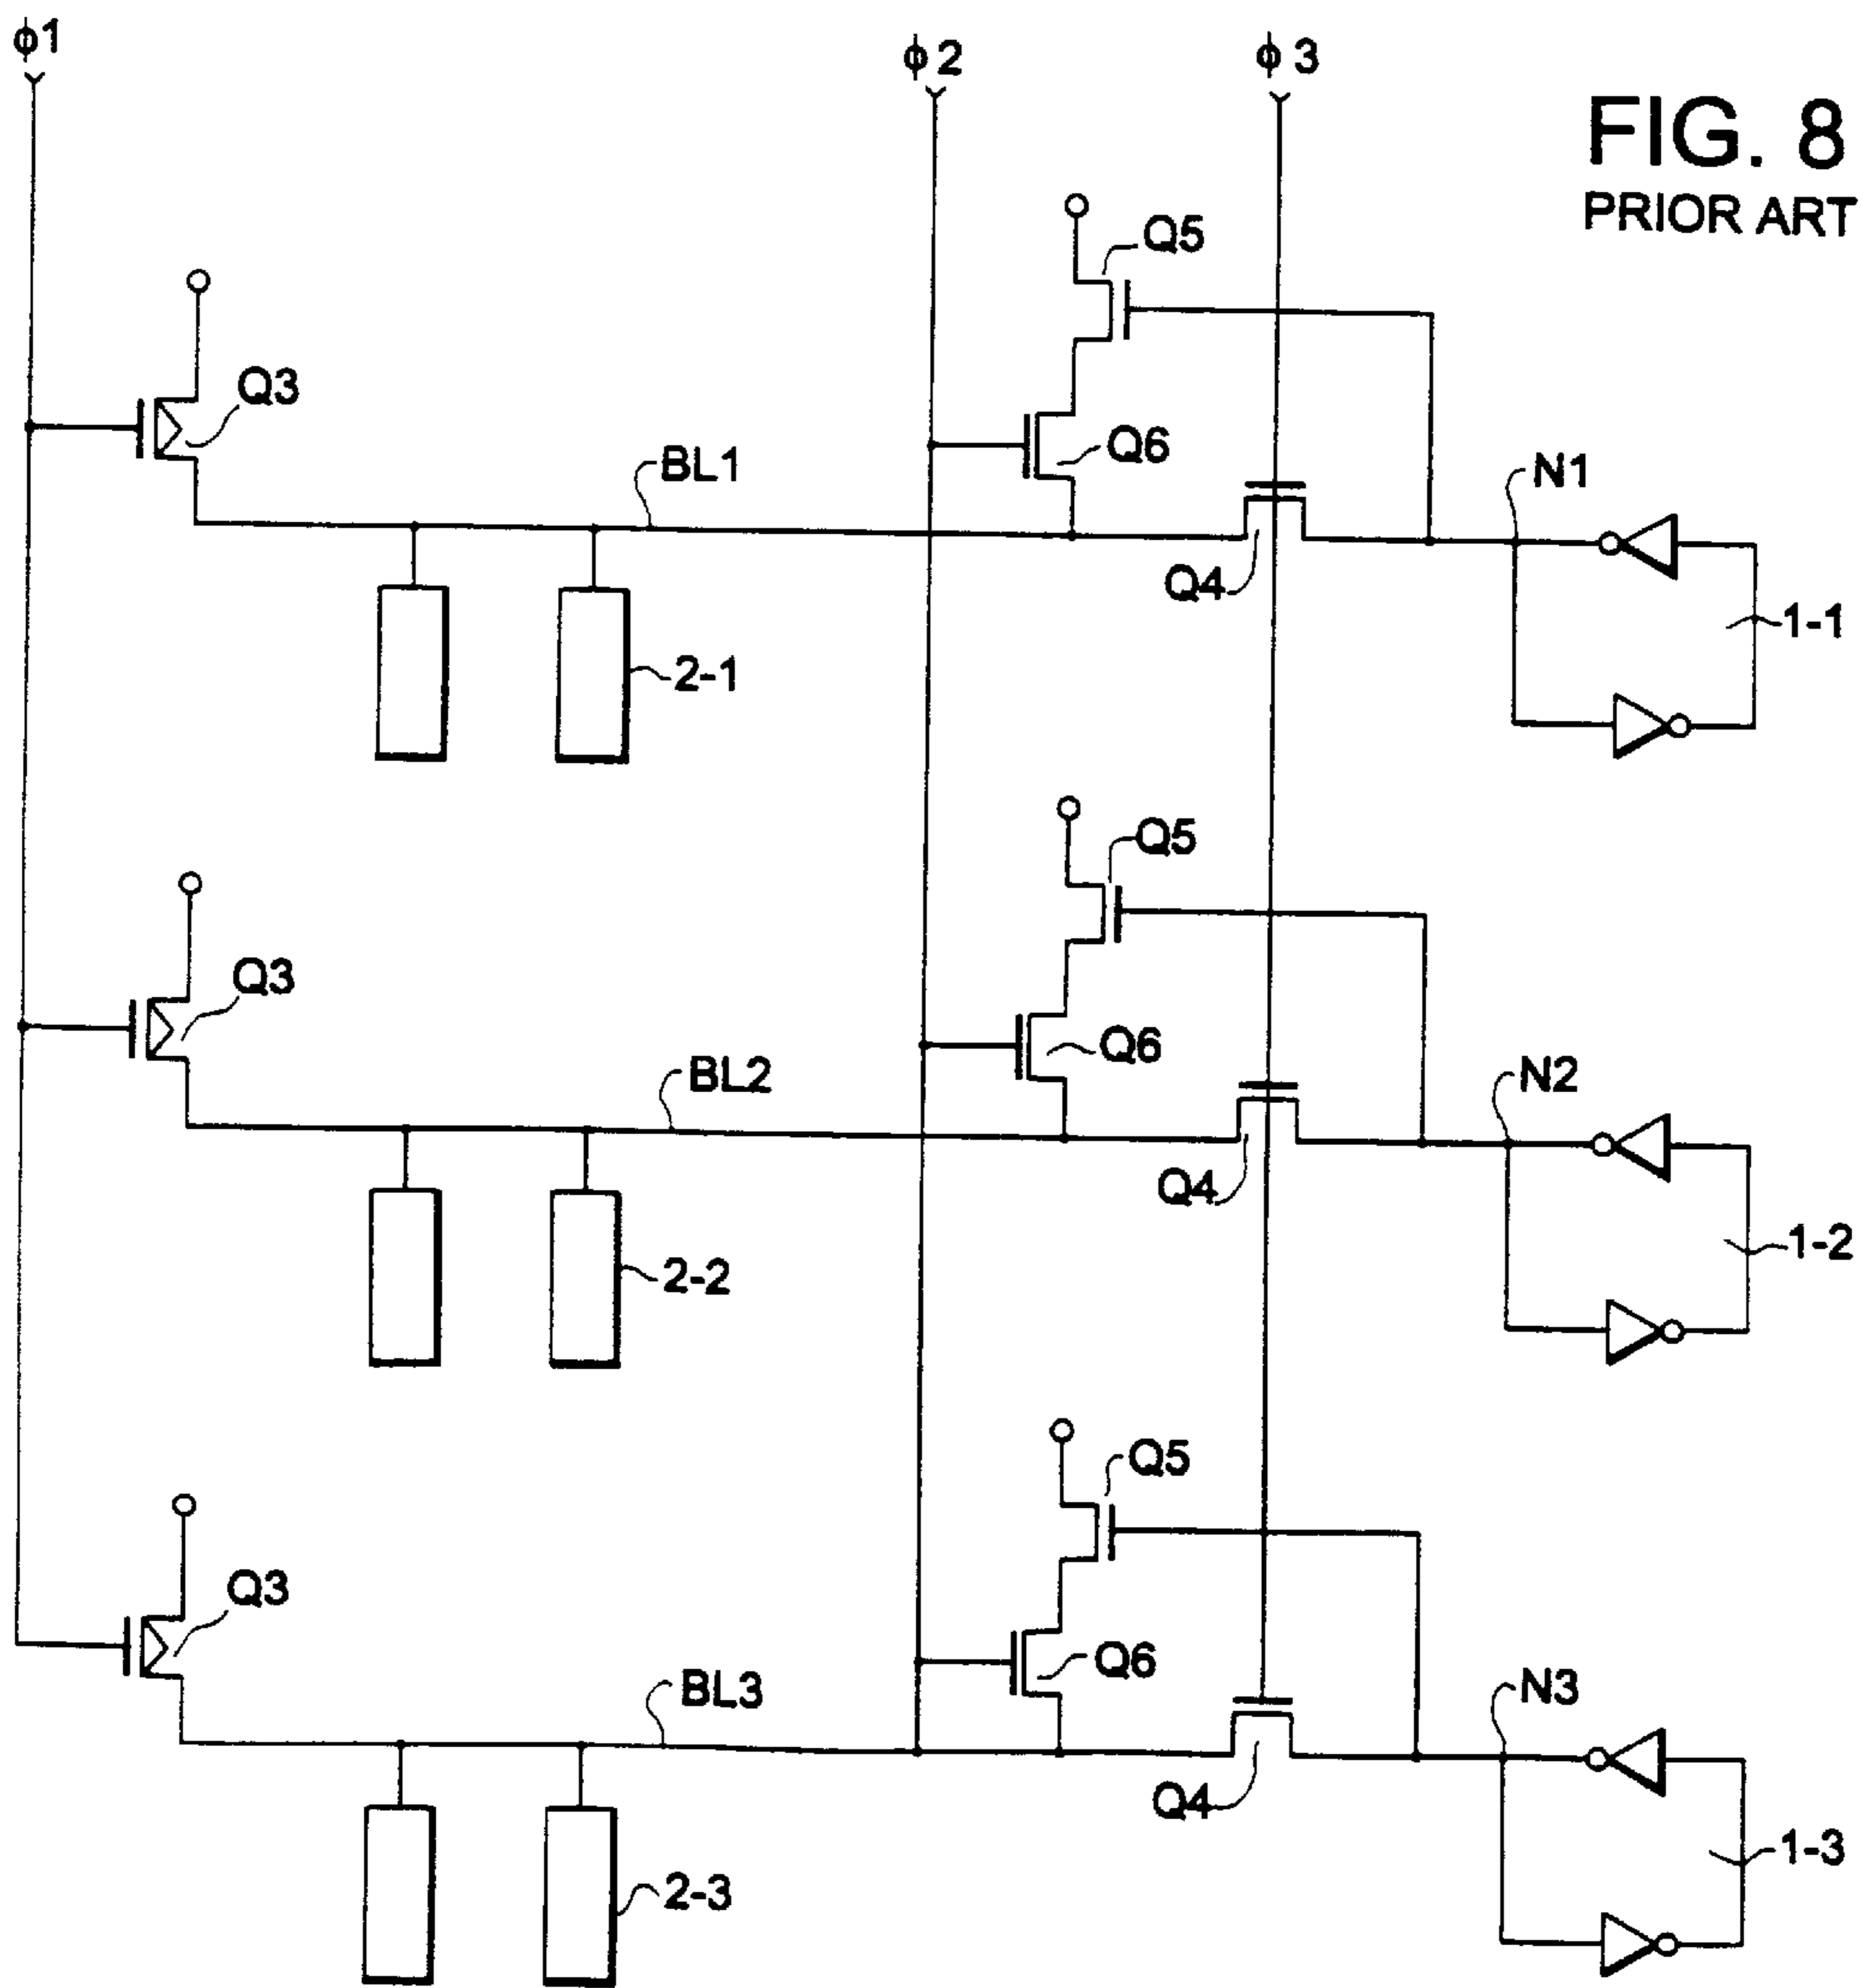 φ1
φ2
φ3
FIG. 8
PRIOR ART
Q5
Q3
Q6
BL1
N1
Q4
1-1
2-1
Q5
Q3
Q6
BL2
N2
Q4
1-2
2-2
Q5
Q3
Q6
BL3
N3
Q4
1-3
2-3